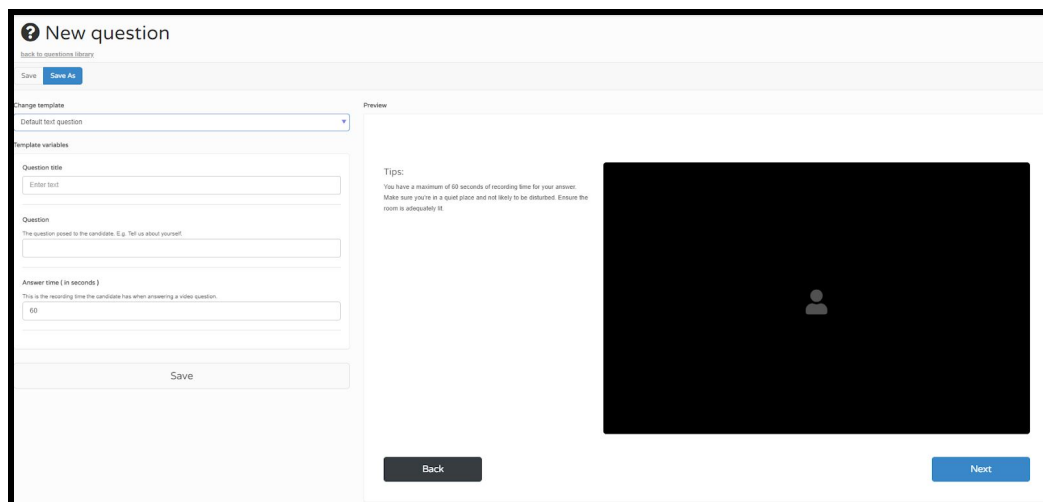 New question
back to questions library
Save Save As
Change template
Default text question
Template variables
Question title
Enter text
Question
The question posed to the candidate. E.g. Tell us about yourself.
Answer time ( in seconds )
This is the recording time the candidate has when answering a video question.
60
Save
Preview
Tips:
You have a maximum of 60 seconds of recording time for your answer.
Make sure you're in a quiet place and not likely to be disturbed. Ensure the
room is adequately lit.
Back Next